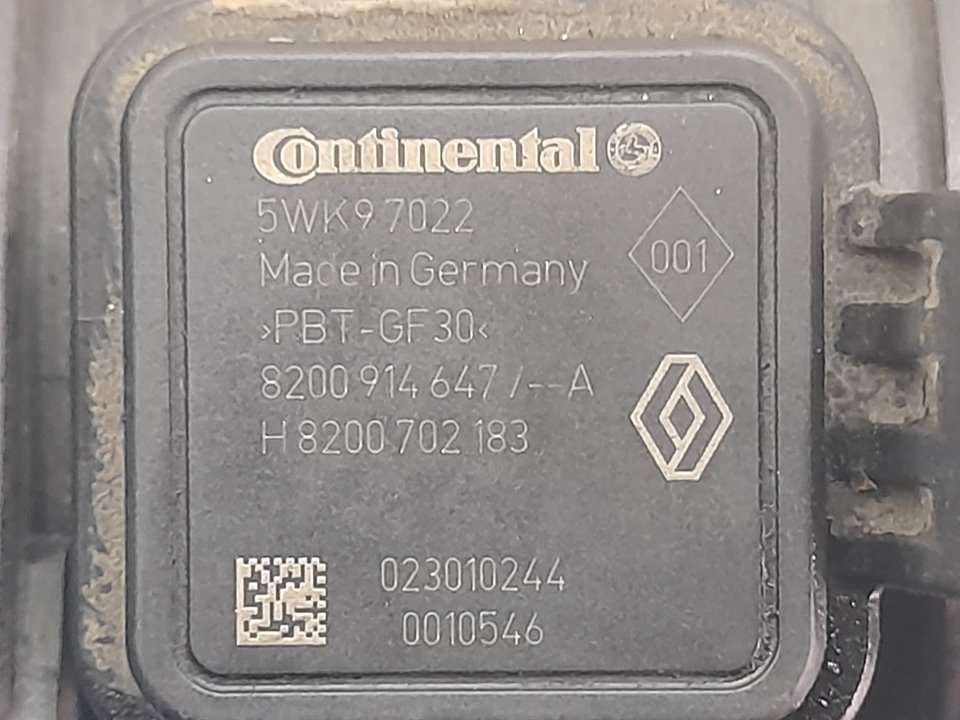 Continental
5WK9 7022
001
Made in Germany
>PBT-GF30<
8200 914 647 /--A
H 8200 702 183
023010244
0010546